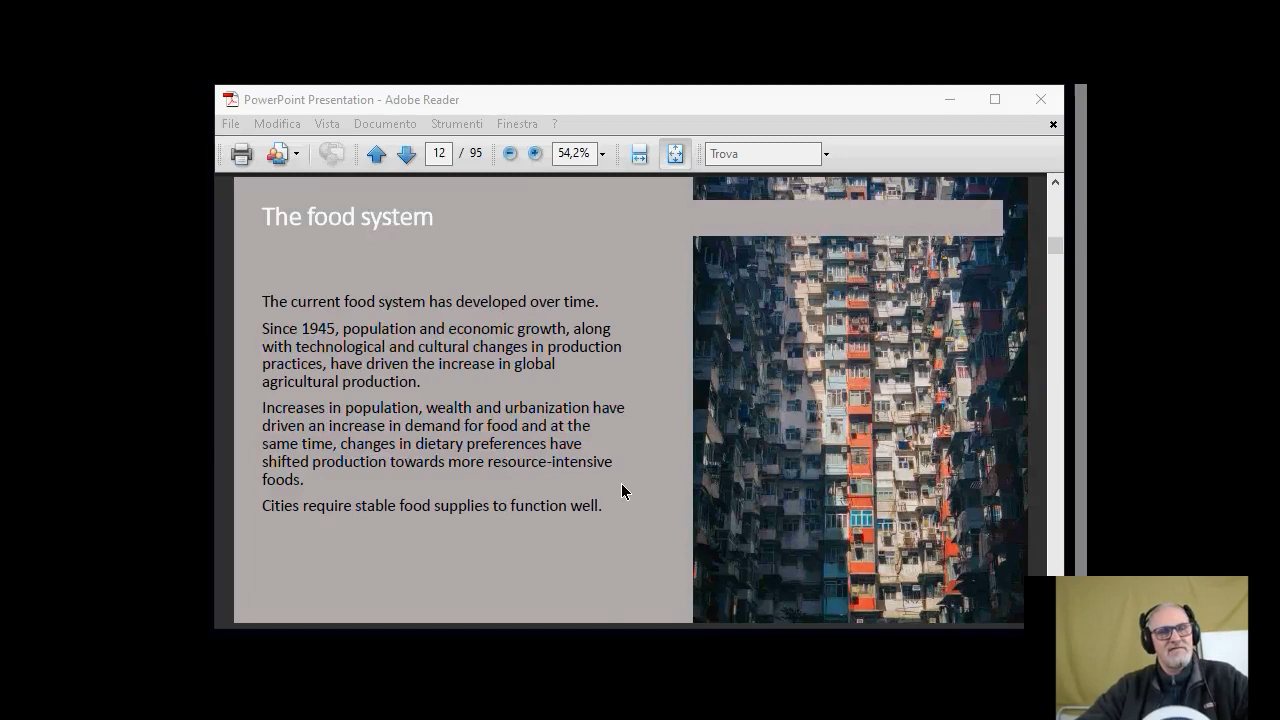 PowerPoint Presentation - Adobe Reader
File Modifica Vista Documento Strumenti Finestra ?
12 / 95 54,2% Trova
The food system
The current food system has developed over time.
Since 1945, population and economic growth, along
with technological and cultural changes in production
practices, have driven the increase in global
agricultural production.
Increases in population, wealth and urbanization have
driven an increase in demand for food and at the
same time, changes in dietary preferences have
shifted production towards more resource-intensive
foods.
Cities require stable food supplies to function well.